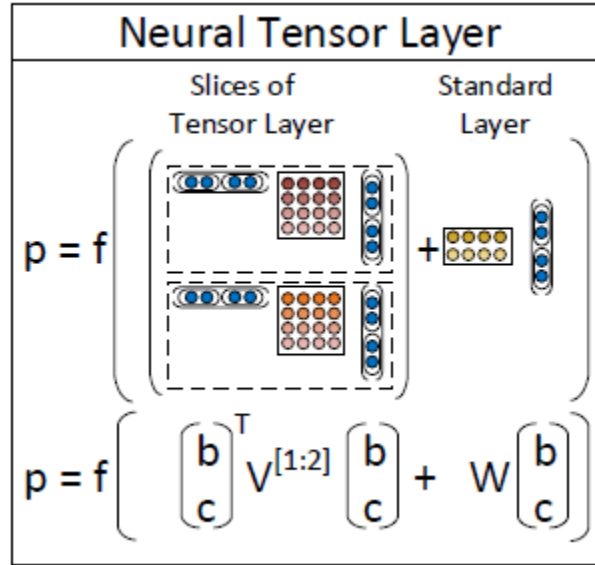 Neural Tensor Layer
Slices of Standard
Tensor Layer Layer
p = f ( ( ) + )
p = f ( [b c]ᵀ V[1:2] [b c] + W [b c] )